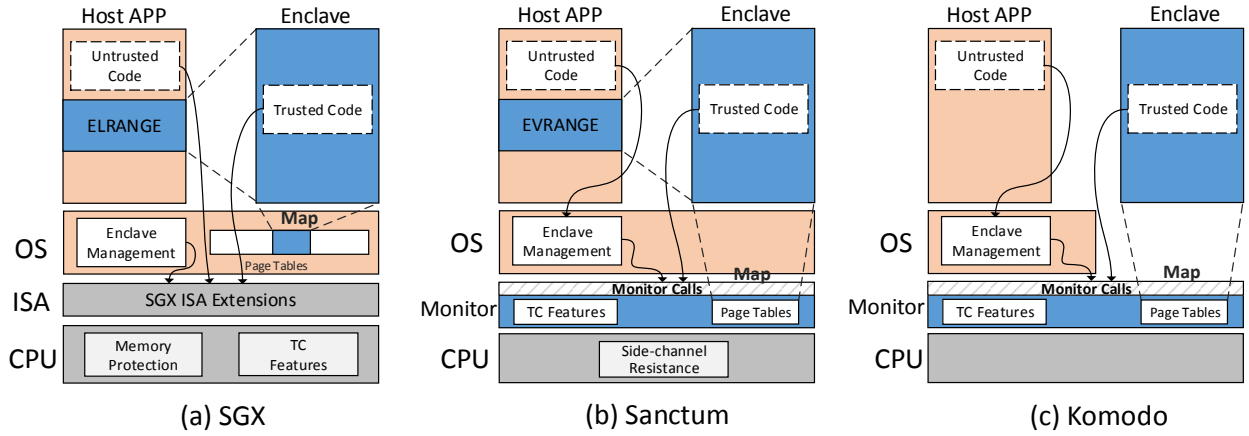 Host APP
Enclave
Untrusted
Code
Trusted Code
ELRANGE
Map
OS
Enclave
Management
Page Tables
ISA
SGX ISA Extensions
CPU
Memory
Protection
TC
Features
(a) SGX
Host APP
Enclave
Untrusted
Code
Trusted Code
EVRANGE
OS
Enclave
Management
Map
Monitor Calls
Monitor
TC Features
Page Tables
CPU
Side-channel
Resistance
(b) Sanctum
Host APP
Enclave
Untrusted
Code
Trusted Code
OS
Enclave
Management
Map
Monitor Calls
Monitor
TC Features
Page Tables
CPU
(c) Komodo